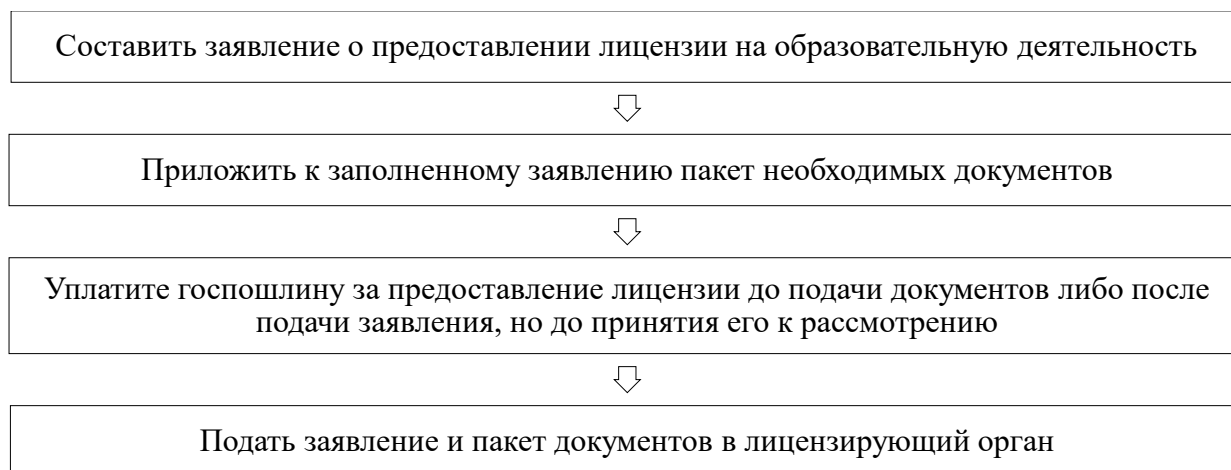 Составить заявление о предоставлении лицензии на образовательную деятельность
Приложить к заполненному заявлению пакет необходимых документов
Уплатите госпошлину за предоставление лицензии до подачи документов либо после
подачи заявления, но до принятия его к рассмотрению
Подать заявление и пакет документов в лицензирующий орган